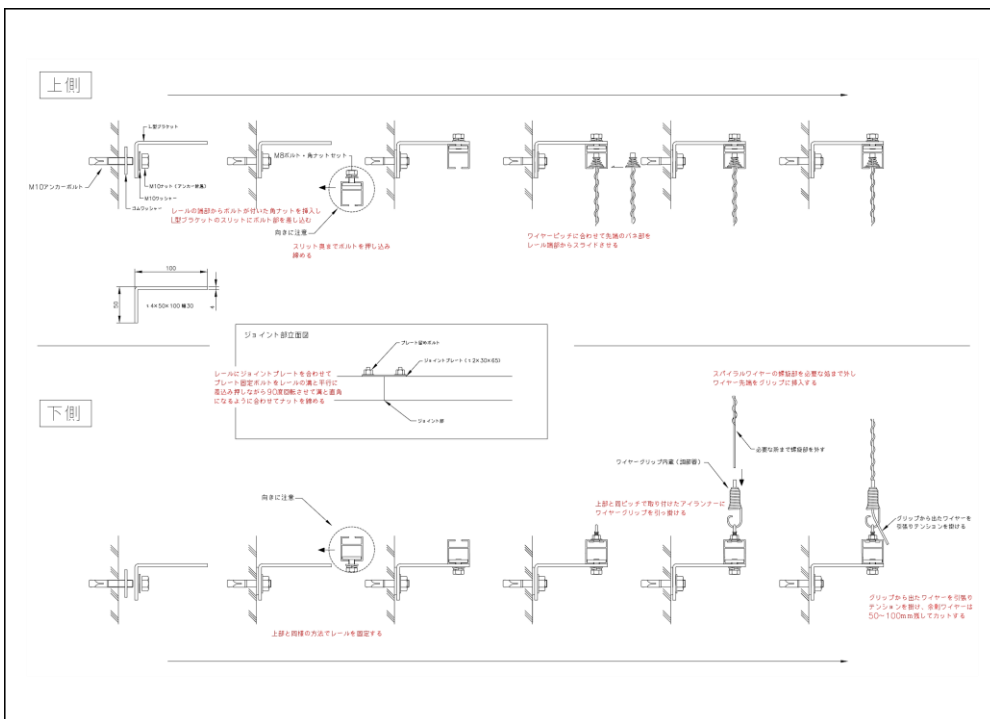 上側
L型ブラケット
M10アンカーボルト
M10ナット(アンカー附属)
M10ワッシャー
ゴムワッシャー
M8ボルト・角ナットセット
レールの端部からボルトが付いた角ナットを挿入し
L型ブラケットのスリットにボルト部を差し込む
向きに注意
スリット奥までボルトを押し込み
締める
ワイヤーピッチに合わせて先端のバネ部を
レール端部からスライドさせる
100
50
4
t4×50×100 幅30
ジョイント部立面図
プレート留めボルト
ジョイントプレート(t2×30×65)
レールにジョイントプレートを合わせて
プレート固定ボルトをレールの溝と平行に
差込み押しながら90度回転させて溝と直角
になるように合わせてナットを締める
ジョイント部
下側
スパイラルワイヤーの螺旋部を必要な処まで外し
ワイヤー先端をグリップに挿入する
必要な所まで螺旋部を外す
ワイヤーグリップ内蔵(調節器)
向きに注意
上部と同ピッチで取り付けたアイランナーに
ワイヤーグリップを引っ掛ける
グリップから出たワイヤーを
引張りテンションを掛ける
グリップから出たワイヤーを引張り
テンションを掛け、余剰ワイヤーは
50~100mm残してカットする
上部と同様の方法でレールを固定する